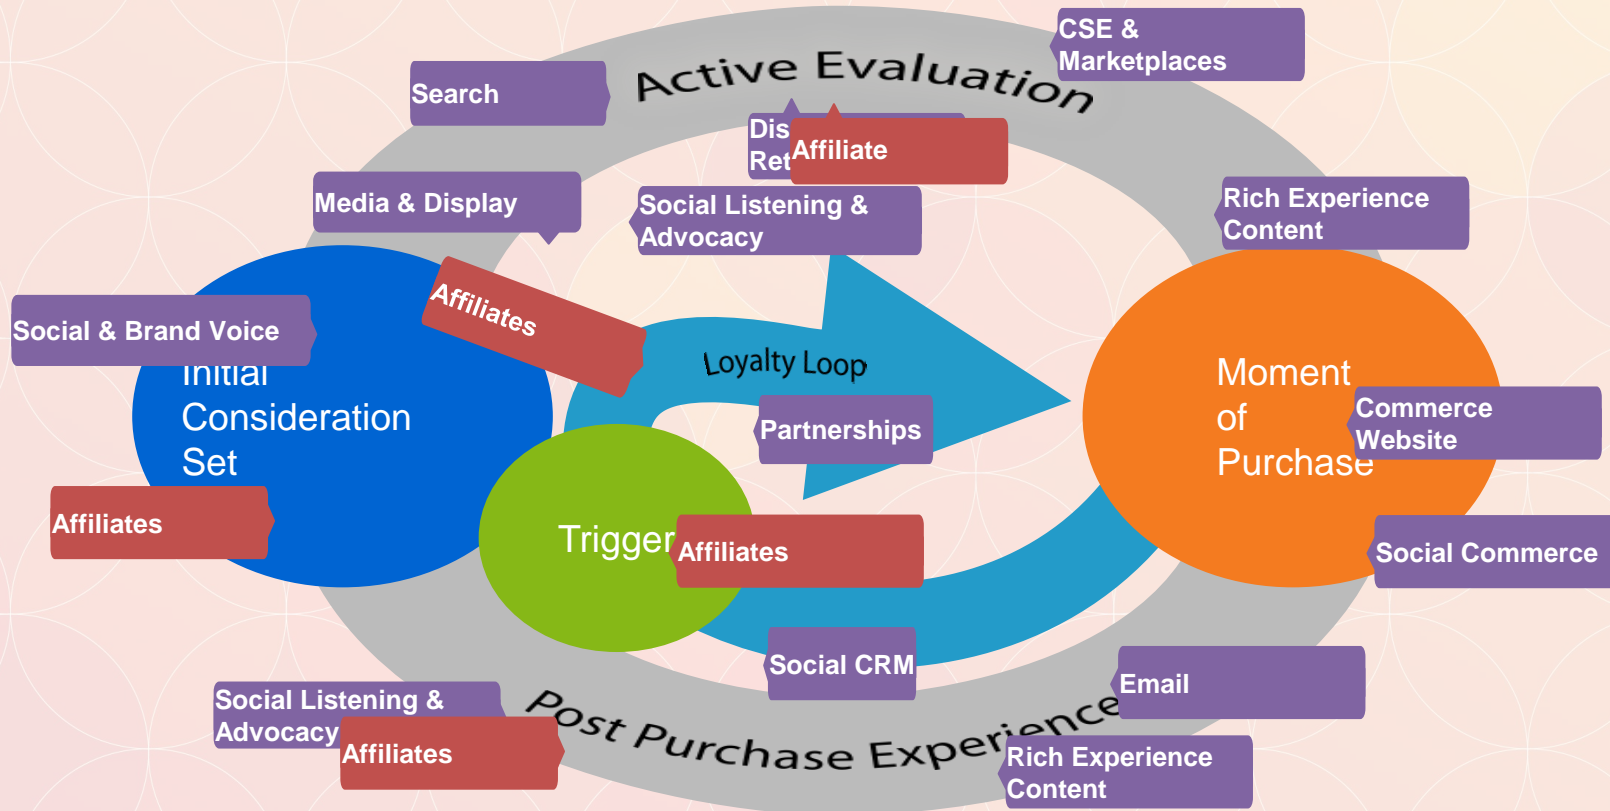 CSE &
Marketplaces
Active Evaluation
Search
Affiliate
Media & Display
Social Listening &
Advocacy
Rich Experience
Content
Affiliates
Social & Brand Voice
Loyalty Loop
Initial
Consideration
Set
Moment
of
Purchase
Commerce
Website
Partnerships
Affiliates
Trigger
Affiliates
Social Commerce
Social CRM
Email
Social Listening &
Advocacy
Affiliates
Post Purchase Experience
Rich Experience
Content